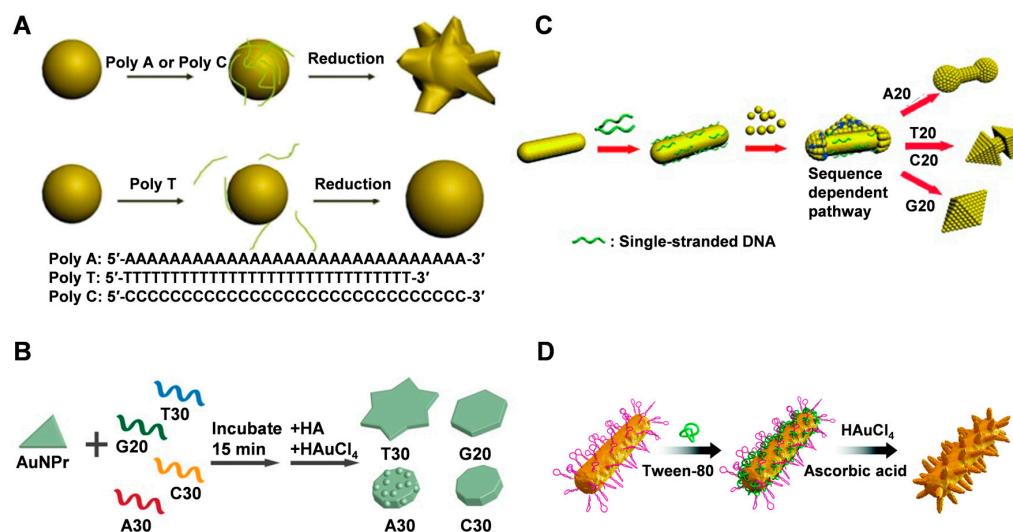 A
Poly A or Poly C
Reduction
Poly T
Reduction
Poly A: 5′-AAAAAAAAAAAAAAAAAAAAAAAAAAAAAA-3′
Poly T: 5′-TTTTTTTTTTTTTTTTTTTTTTTTTTTTTT-3′
Poly C: 5′-CCCCCCCCCCCCCCCCCCCCCCCCCCCCCC-3′
B
AuNPr
+
T30
G20
C30
A30
Incubate
15 min
+HA
+HAuCl4
T30
G20
A30
C30
C
A20
T20
C20
G20
Sequence
dependent
pathway
: Single-stranded DNA
D
Tween-80
HAuCl4
Ascorbic acid